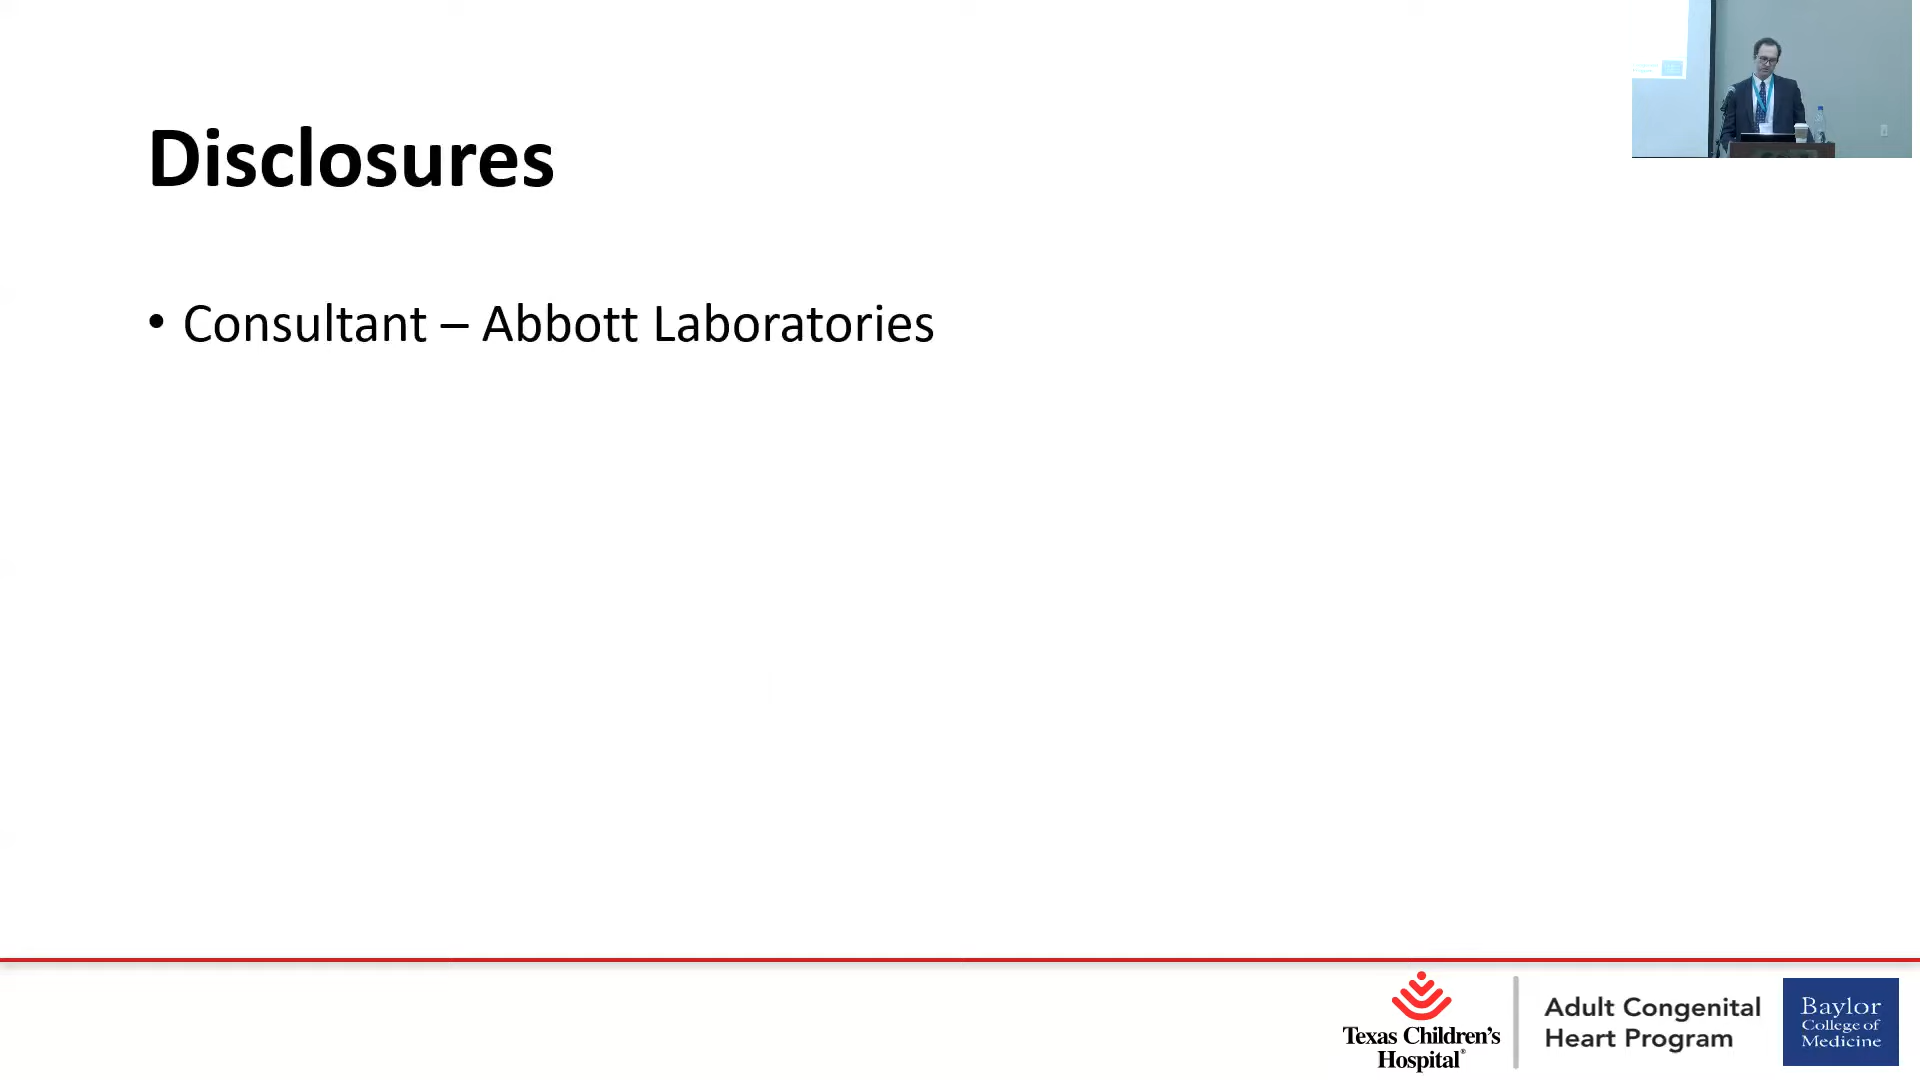 Disclosures
• Consultant – Abbott Laboratories
Texas Children's
Hospital®
Adult Congenital
Heart Program
Baylor
College of
Medicine